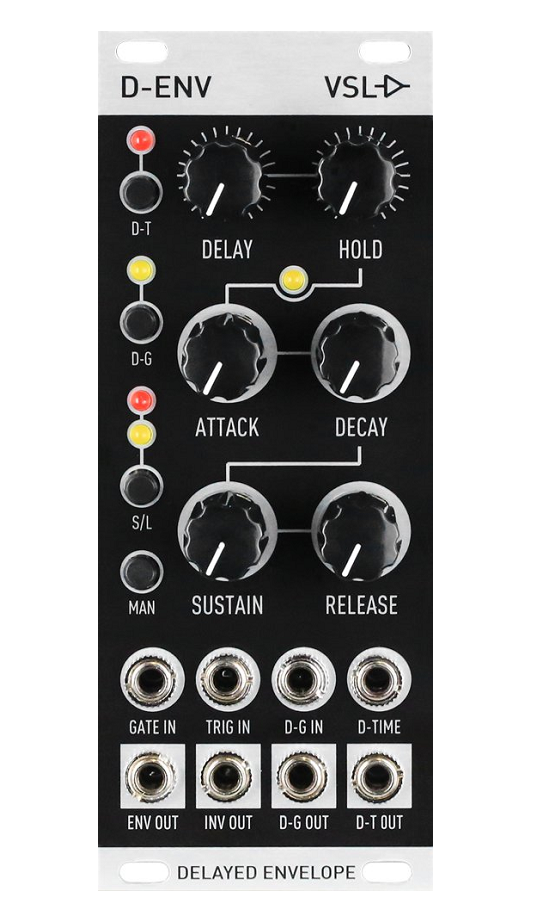 D-ENV VSL
D-T
DELAY HOLD
D-G
ATTACK DECAY
S/L
MAN SUSTAIN RELEASE
GATE IN TRIG IN D-G IN D-TIME
ENV OUT INV OUT D-G OUT D-T OUT
DELAYED ENVELOPE